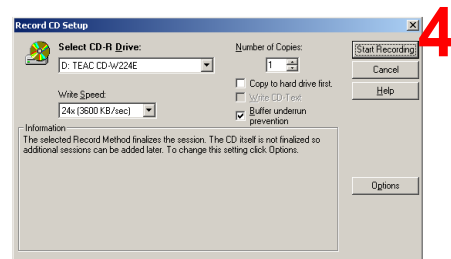 Record CD Setup
4
Select CD-R Drive:
D: TEAC CD-W224E
Number of Copies:
1
Start Recording
Cancel
Help
Copy to hard drive first.
Write CD-Text
Buffer underrun
prevention
Write Speed:
24x (3600 KB/sec)
Information
The selected Record Method finalizes the session. The CD itself is not finalized so
additional sessions can be added later. To change this setting click Options.
Options